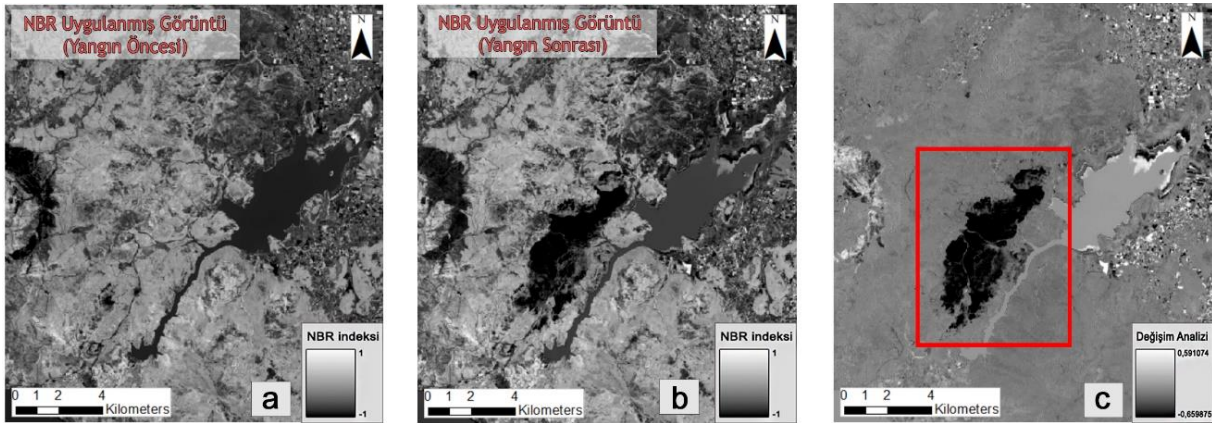 NBR Uygulanmış Görüntü
(Yangın Öncesi)
N
NBR indeksi
1
-1
0 1 2 4
Kilometers
a
NBR Uygulanmış Görüntü
(Yangın Sonrası)
N
NBR indeksi
1
-1
0 1 2 4
Kilometers
b
N
Değişim Analizi
0,591074
-0,659875
0 1 2 4
Kilometers
c